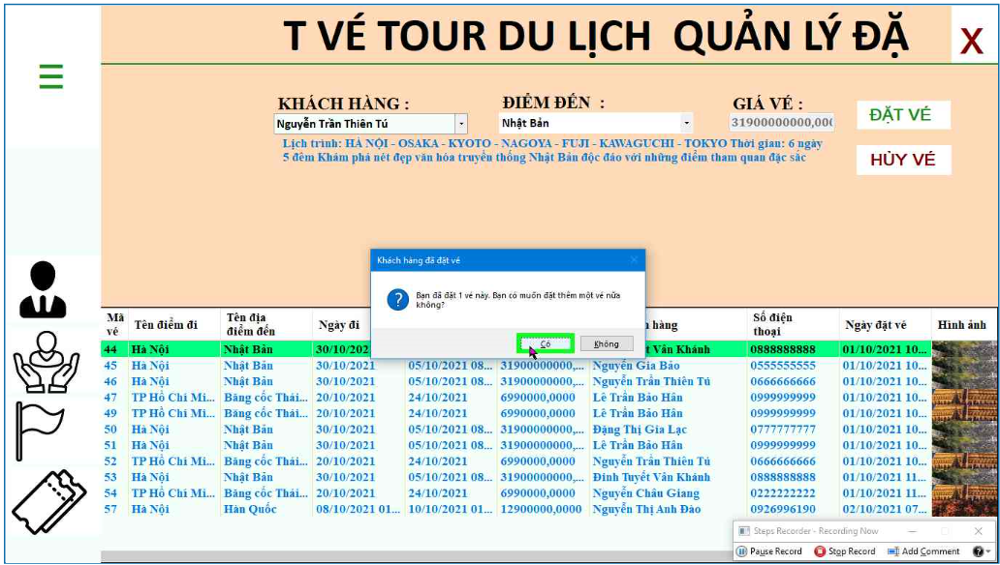 T VÉ TOUR DU LỊCH  QUẢN LÝ ĐẶ
X
KHÁCH HÀNG :
ĐIỂM ĐẾN  :
GIÁ VÉ :
Nguyễn Trần Thiên Tú
Nhật Bản
31900000000,00
ĐẶT VÉ
HỦY VÉ
Lịch trình: HÀ NỘI - OSAKA - KYOTO - NAGOYA - FUJI - KAWAGUCHI - TOKYO Thời gian: 6 ngày
5 đêm Khám phá nét đẹp văn hóa truyền thống Nhật Bản độc đáo với những điểm tham quan đặc sắc
Khách hàng đã đặt vé
Bạn đã đặt 1 vé này. Bạn có muốn đặt thêm một vé nữa
không?
Có
Không
Mã vé Tên điểm đi Tên địa điểm đến Ngày đi hàng Số điện thoại Ngày đặt vé Hình ảnh
44 Hà Nội Nhật Bản 30/10/202 Vân Khánh 0888888888 01/10/2021 10...
45 Hà Nội Nhật Bản 30/10/2021 05/10/2021 08... 31900000000,... Nguyễn Gia Bảo 0555555555 01/10/2021 10...
46 Hà Nội Nhật Bản 30/10/2021 05/10/2021 08... 31900000000,... Nguyễn Trần Thiên Tú 0666666666 01/10/2021 10...
47 TP Hồ Chí Mi... Băng cốc Thái... 20/10/2021 24/10/2021 6990000,0000 Lê Trần Bảo Hân 0999999999 01/10/2021 10...
49 TP Hồ Chí Mi... Băng cốc Thái... 20/10/2021 24/10/2021 6990000,0000 Lê Trần Bảo Hân 0999999999 01/10/2021 10...
50 Hà Nội Nhật Bản 30/10/2021 05/10/2021 08... 31900000000,... Đặng Thị Gia Lạc 0777777777 01/10/2021 10...
51 Hà Nội Nhật Bản 30/10/2021 05/10/2021 08... 31900000000,... Lê Trần Bảo Hân 0999999999 01/10/2021 10...
52 TP Hồ Chí Mi... Băng cốc Thái... 20/10/2021 24/10/2021 6990000,0000 Nguyễn Trần Thiên Tú 0666666666 01/10/2021 10...
53 Hà Nội Nhật Bản 30/10/2021 05/10/2021 08... 31900000000,... Đinh Tuyết Vân Khánh 0888888888 01/10/2021 11...
54 TP Hồ Chí Mi... Băng cốc Thái... 20/10/2021 24/10/2021 6990000,0000 Nguyễn Châu Giang 0222222222 01/10/2021 11...
57 Hà Nội Hàn Quốc 08/10/2021 01... 10/10/2021 01... 12900000,0000 Nguyễn Thị Anh Đào 0926996190 02/10/2021 07...
Steps Recorder - Recording Now
Pause Record Stop Record Add Comment